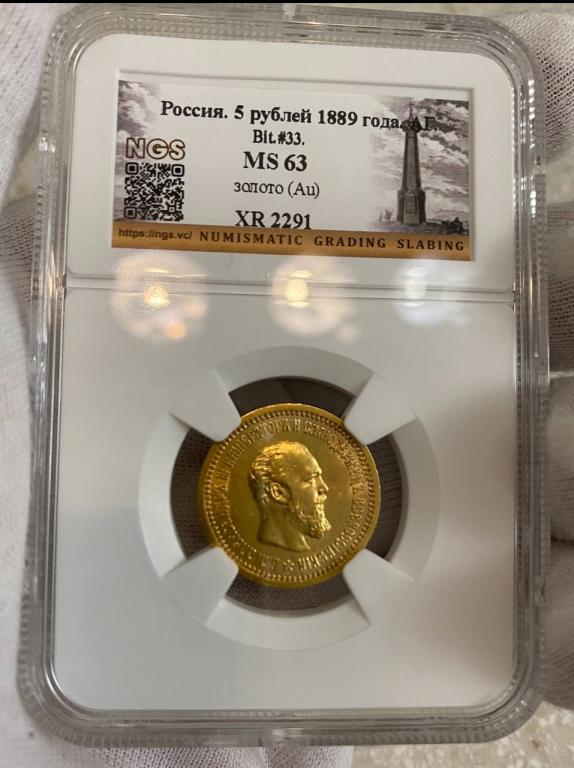 Россия. 5 рублей 1889 года. АГ.
Bit.#33.
NGS
MS 63
золото (Au)
XR 2291
https://ngs.vc/ NUMISMATIC GRADING SLABING